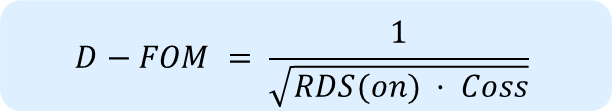 D − FOM = 1 / √(RDS(on) · Coss)